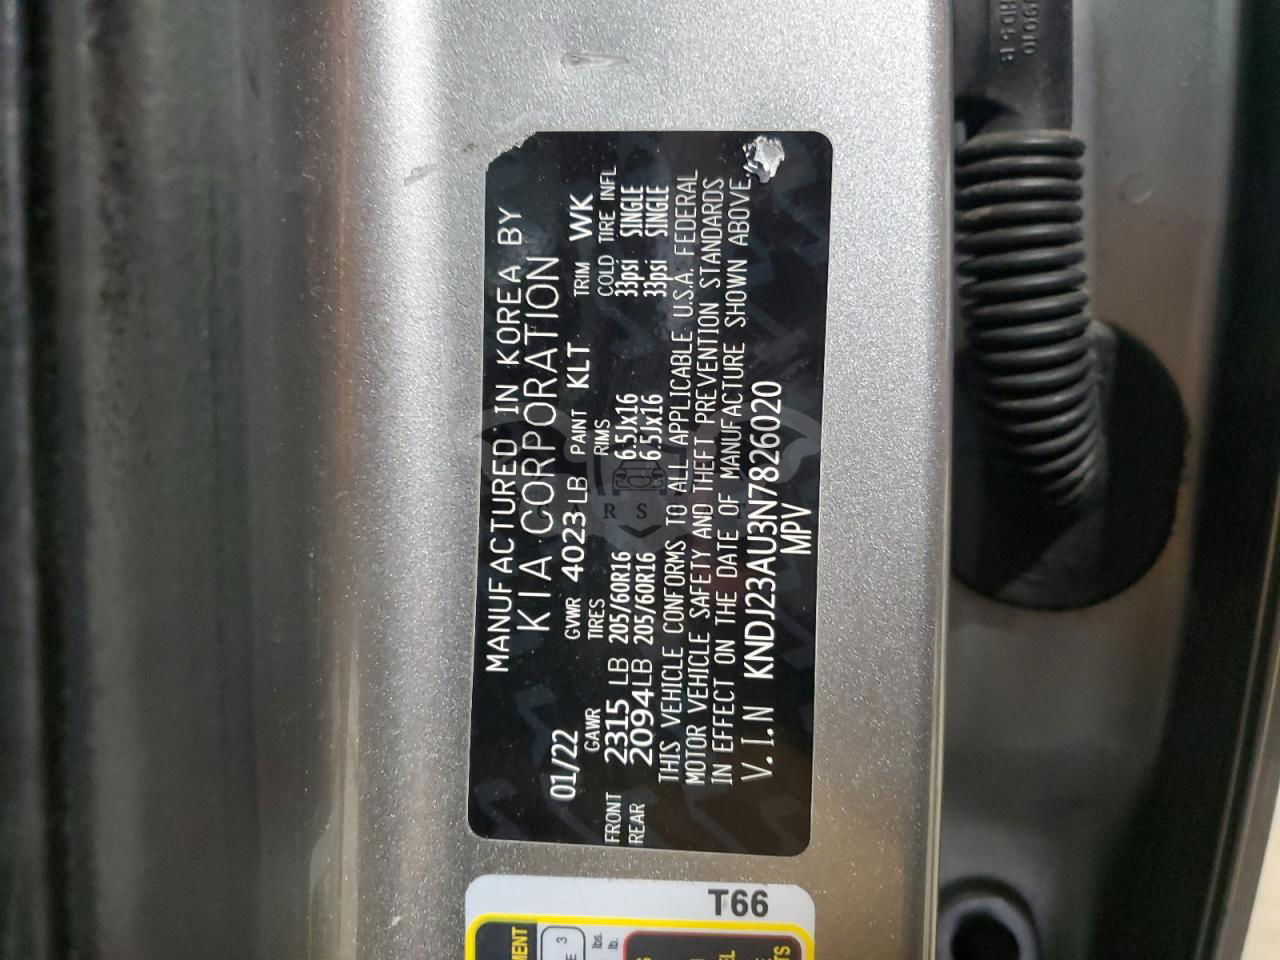 MANUFACTURED IN KOREA BY
KIA CORPORATION
01/22 GVWR 4023 LB PAINT KLT TRIM WK
GAWR TIRES RIMS COLD TIRE INFL
FRONT 2315 LB 205/60R16 6.5Jx16 33psi SINGLE
REAR 2094LB 205/60R16 6.5Jx16 33psi SINGLE
THIS VEHICLE CONFORMS TO ALL APPLICABLE U.S.A. FEDERAL
MOTOR VEHICLE SAFETY AND THEFT PREVENTION STANDARDS
IN EFFECT ON THE DATE OF MANUFACTURE SHOWN ABOVE.
V.I.N KNDJ23AU3N7826020
MPV
T66
3
lbs.
lb.